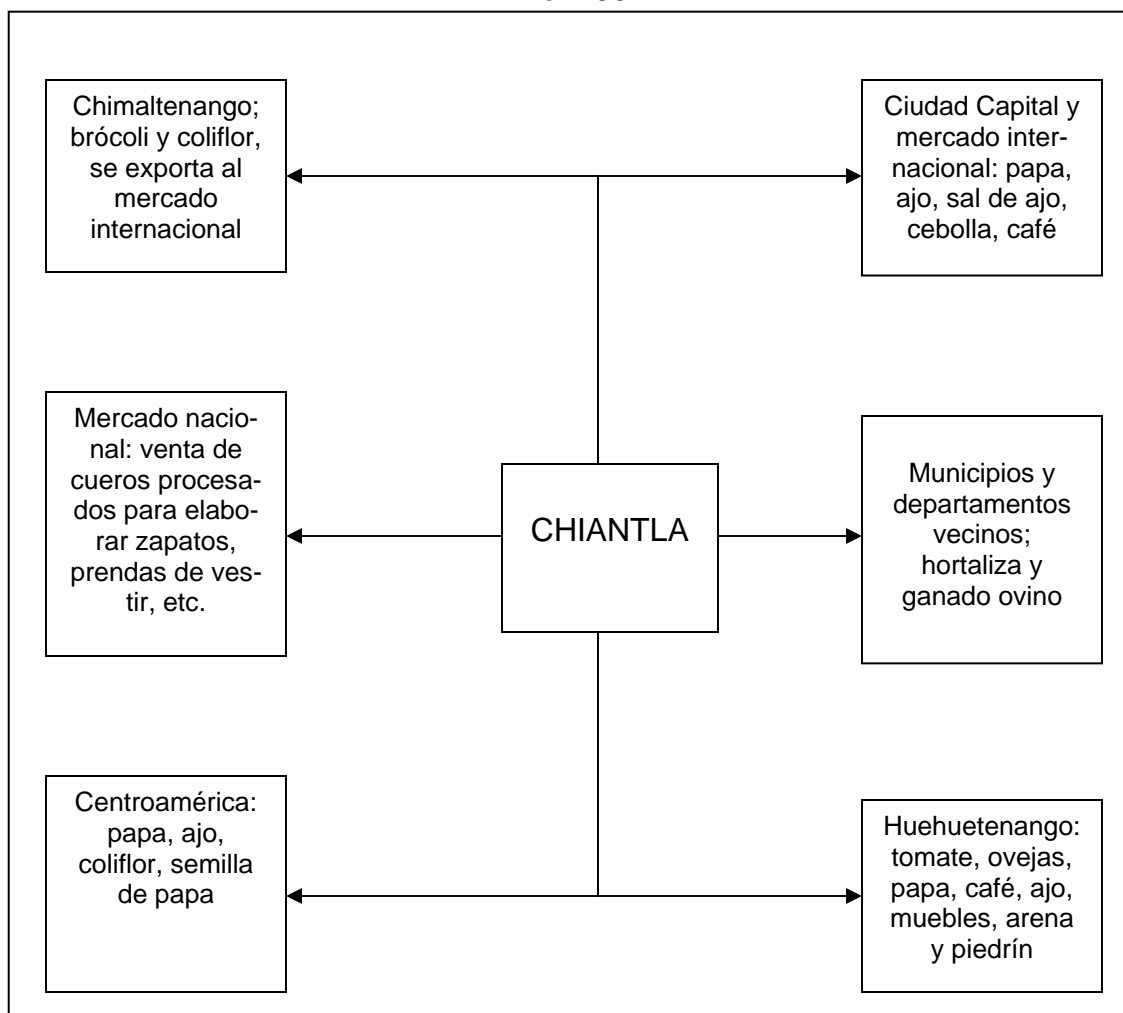 Chimaltenango;
brócoli y coliflor,
se exporta al
mercado
internacional
Ciudad Capital y
mercado inter-
nacional: papa,
ajo, sal de ajo,
cebolla, café
Mercado nacio-
nal: venta de
cueros procesa-
dos para elabo-
rar zapatos,
prendas de ves-
tir, etc.
CHIANTLA
Municipios y
departamentos
vecinos;
hortaliza y
ganado ovino
Centroamérica:
papa, ajo,
coliflor, semilla
de papa
Huehuetenango:
tomate, ovejas,
papa, café, ajo,
muebles, arena
y piedrín